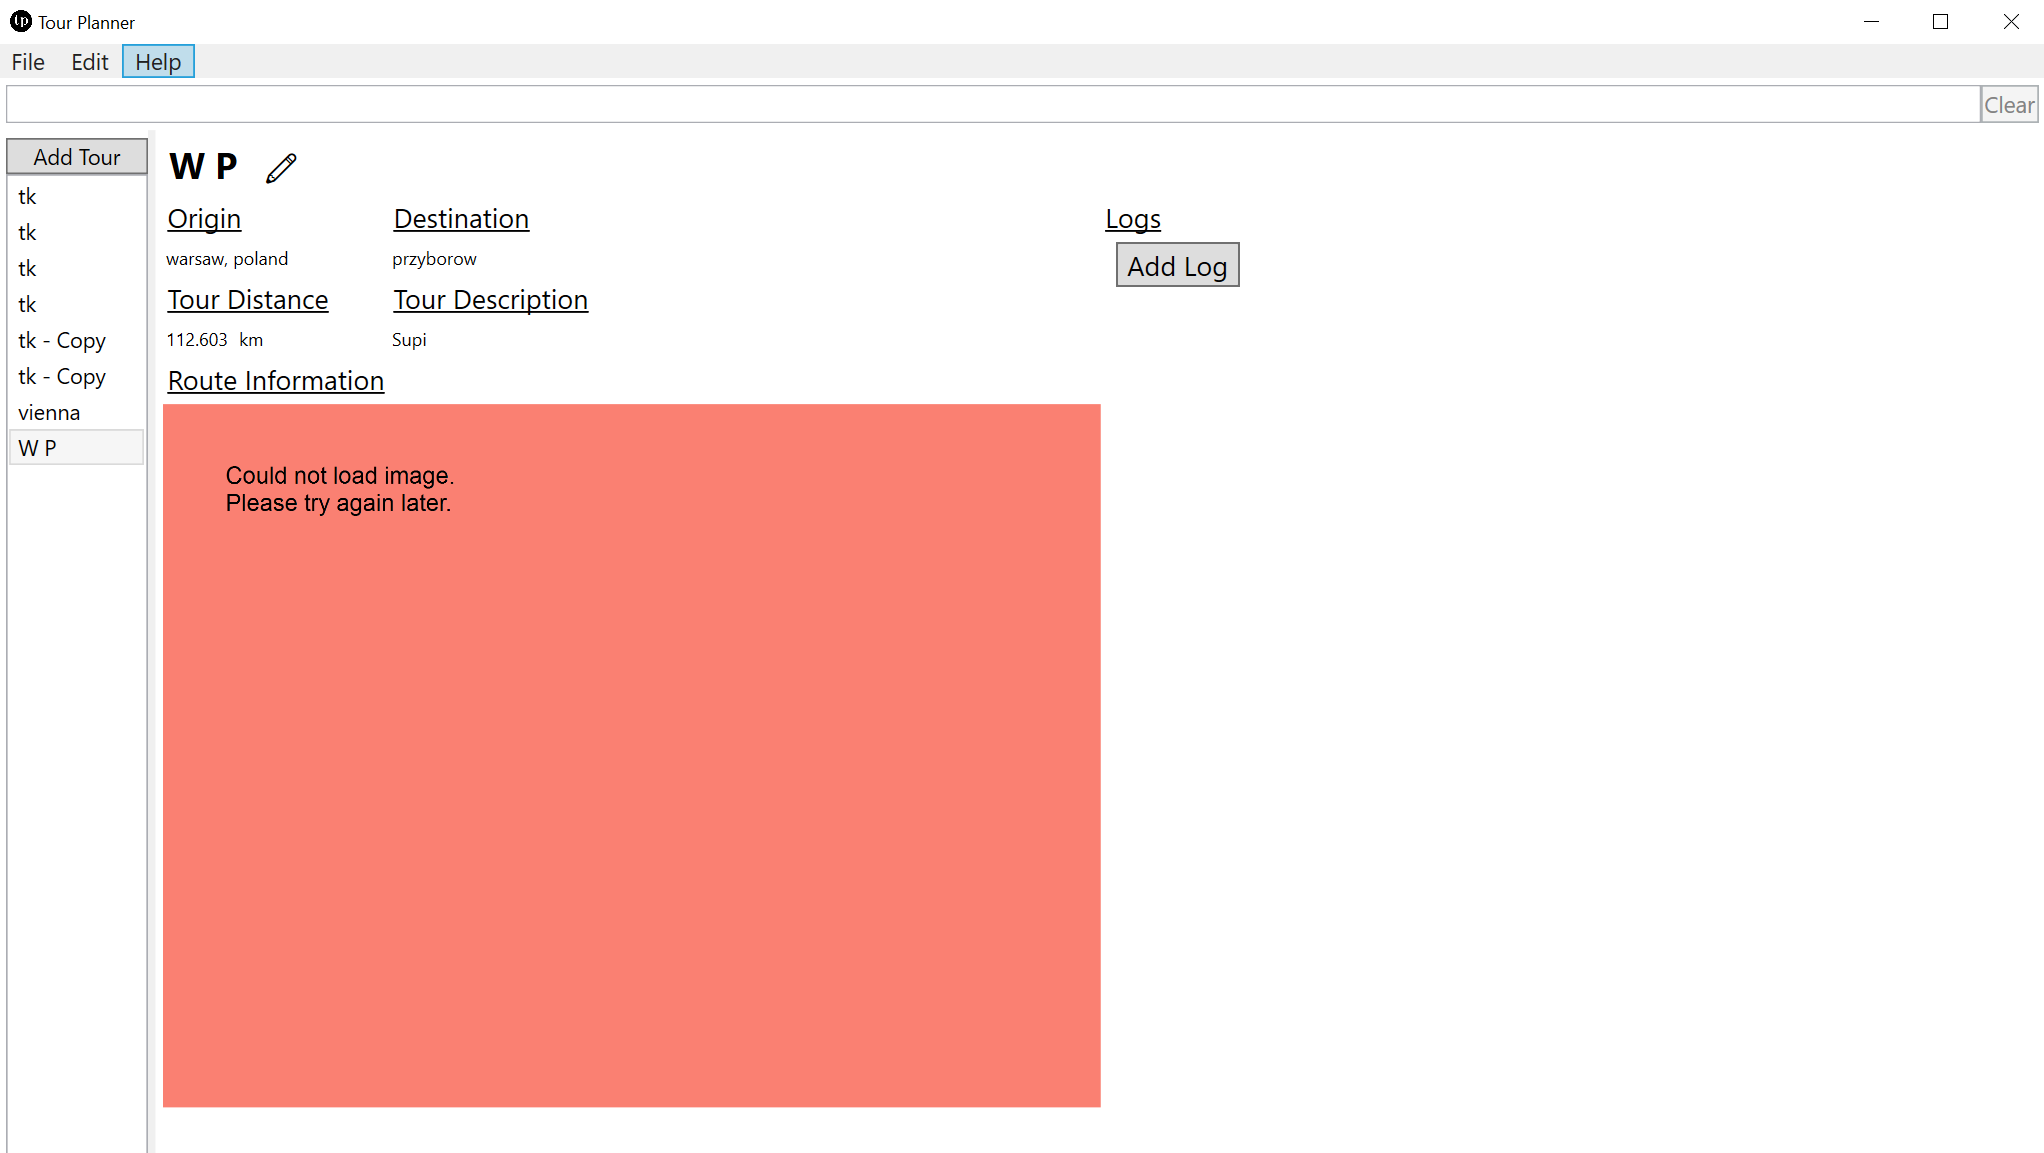 tp Tour Planner
File Edit Help
Clear
Add Tour
tk
tk
tk
tk
tk - Copy
tk - Copy
vienna
W P
W P
Origin Destination
warsaw, poland przyborow
Tour Distance Tour Description
112.603 km Supi
Route Information
Could not load image.
Please try again later.
Logs
Add Log